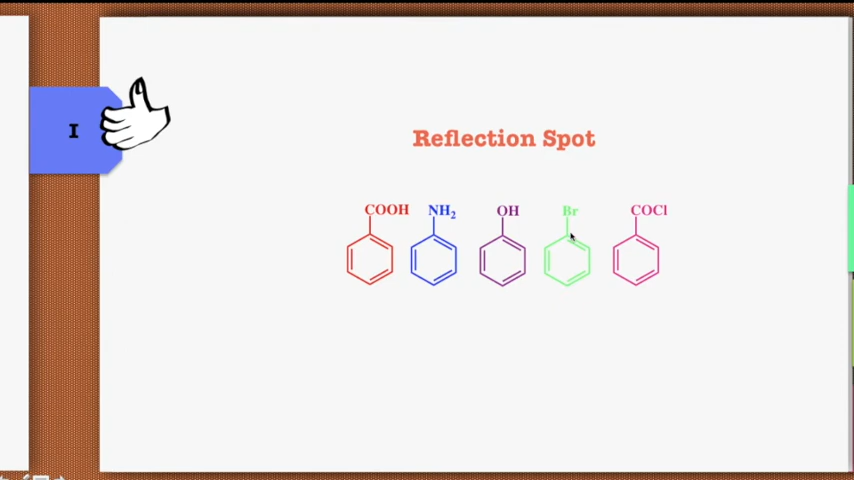 I
Reflection Spot
COOH NH₂ OH Br COCl